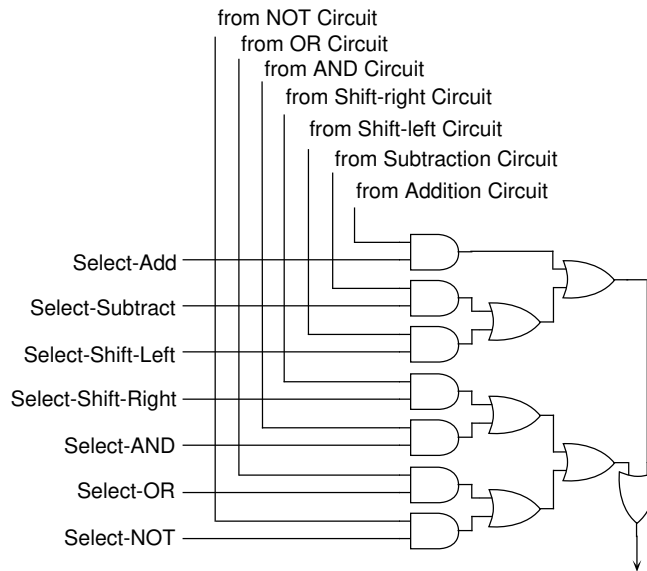 from NOT Circuit
from OR Circuit
from AND Circuit
from Shift-right Circuit
from Shift-left Circuit
from Subtraction Circuit
from Addition Circuit
Select-Add
Select-Subtract
Select-Shift-Left
Select-Shift-Right
Select-AND
Select-OR
Select-NOT